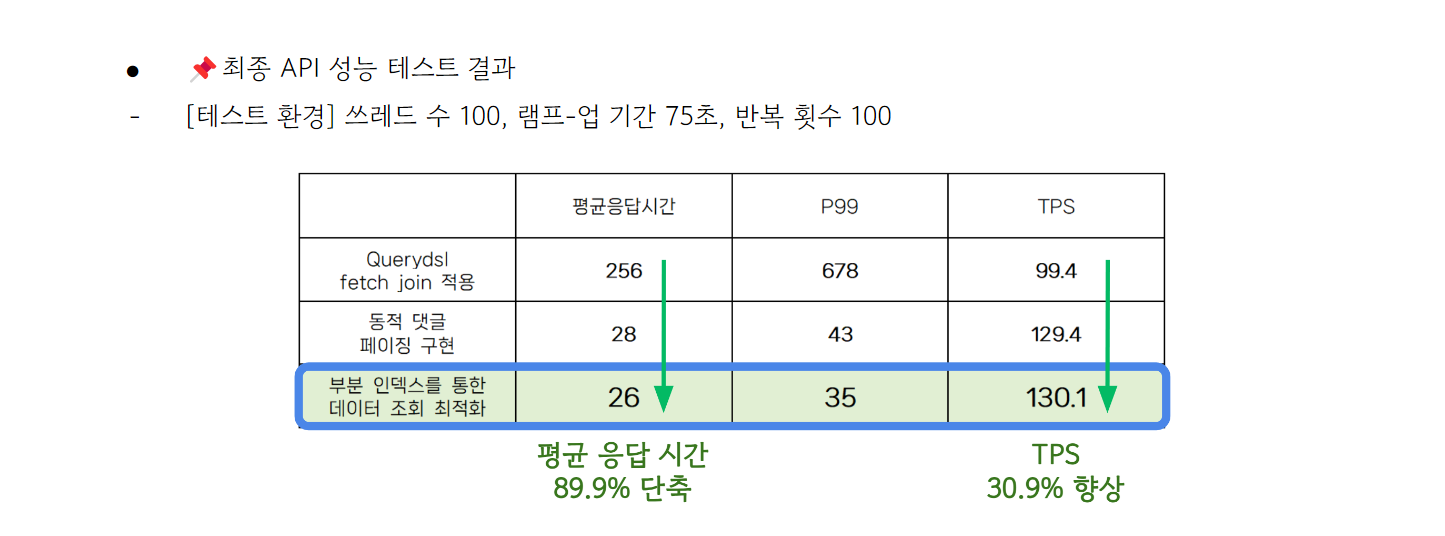 ● 📌최종 API 성능 테스트 결과
- [테스트 환경] 쓰레드 수 100, 램프-업 기간 75초, 반복 횟수 100
평균응답시간 P99 TPS
Querydsl
fetch join 적용
256 678 99.4
동적 댓글
페이징 구현
28 43 129.4
부분 인덱스를 통한
데이터 조회 최적화
26 35 130.1
평균 응답 시간
89.9% 단축
TPS
30.9% 향상